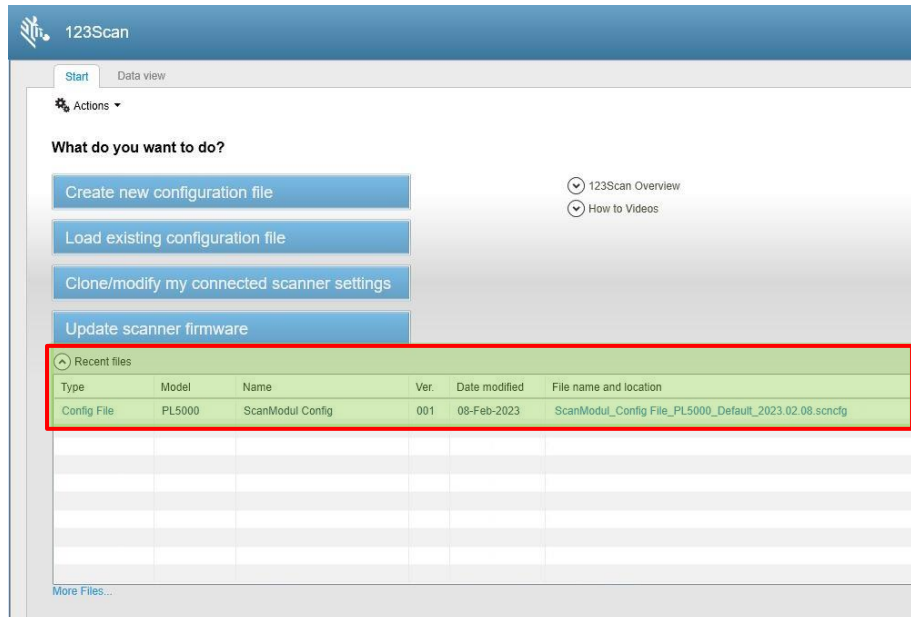 123Scan
Start Data view
Actions
What do you want to do?
Create new configuration file
123Scan Overview
How to Videos
Load existing configuration file
Clone/modify my connected scanner settings
Update scanner firmware
Recent files
Type Model Name Ver. Date modified File name and location
Config File PL5000 ScanModul Config 001 08-Feb-2023 ScanModul_Config File_PL5000_Default_2023.02.08.scncfg
More Files...